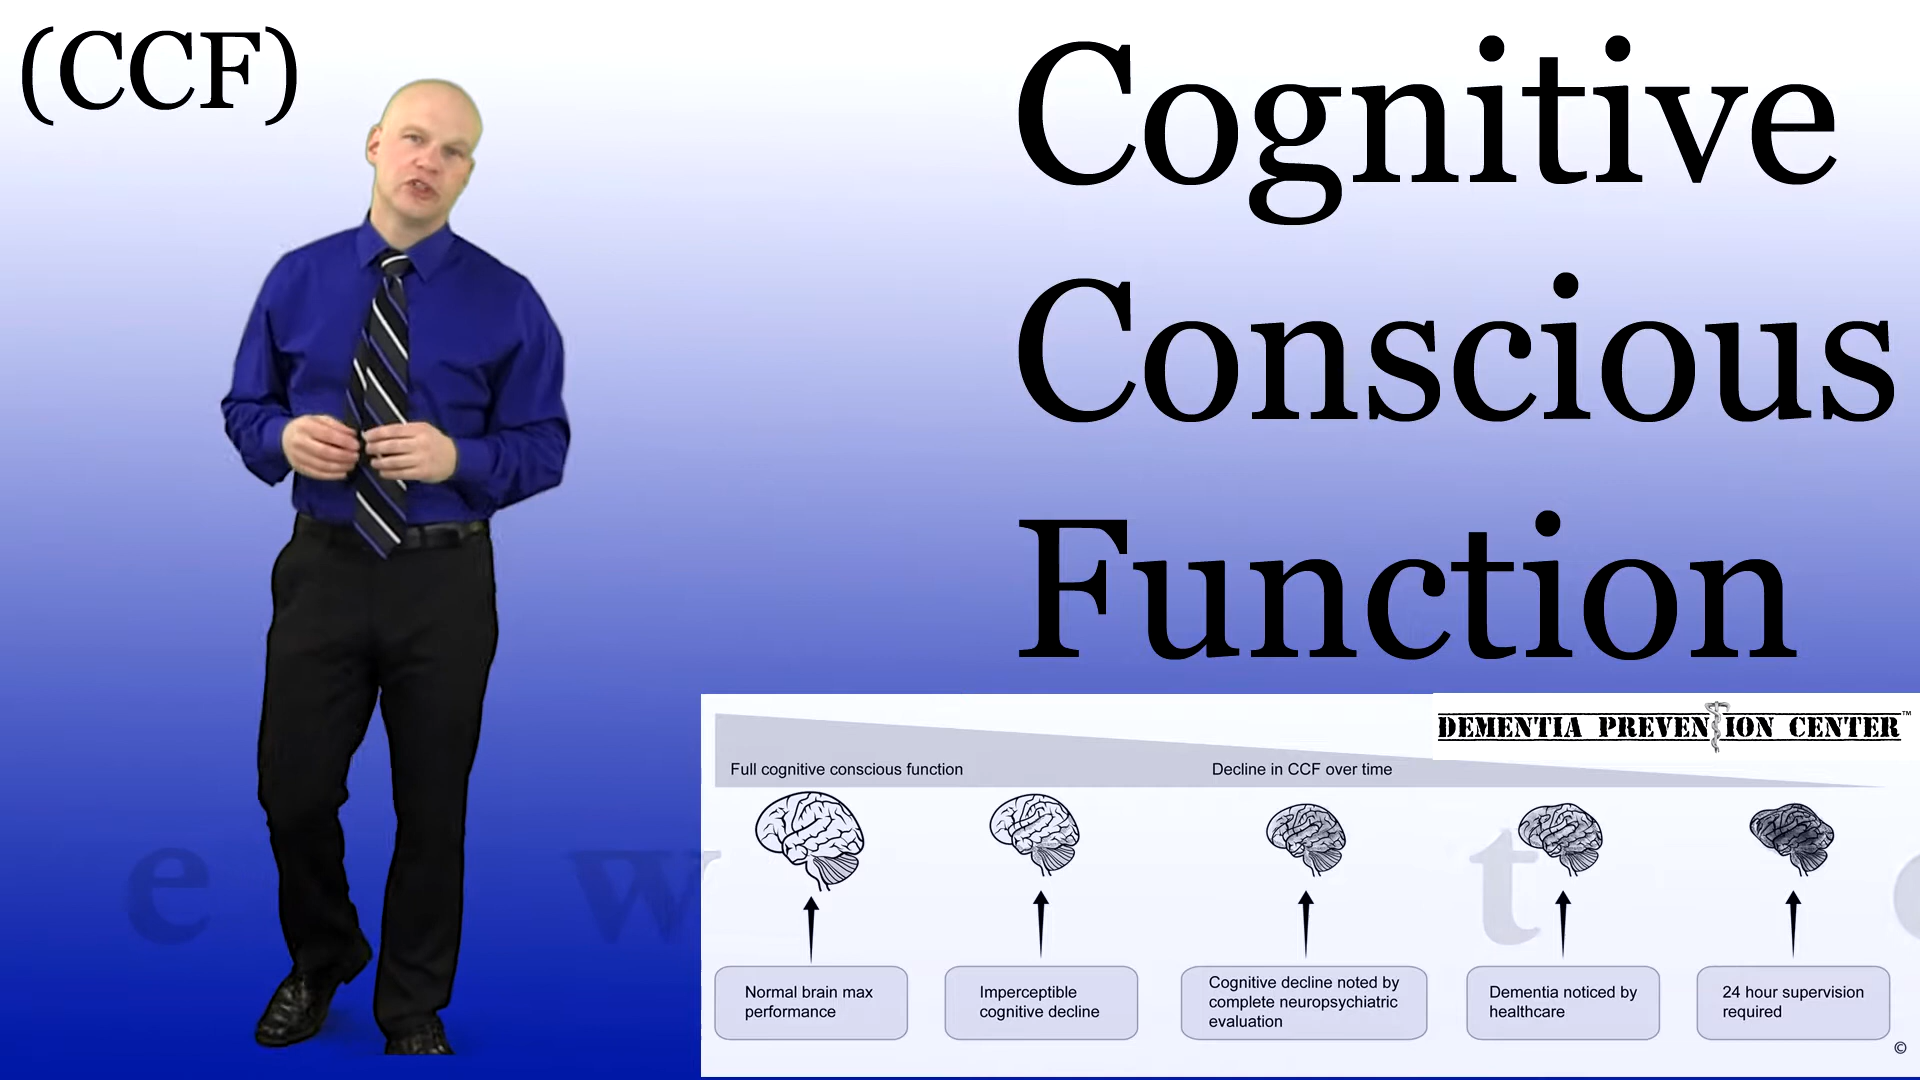 (CCF)
Cognitive
Conscious
Function
DEMENTIA PREVENTION CENTER™
Full cognitive conscious function
Decline in CCF over time
Normal brain max
performance
Imperceptible
cognitive decline
Cognitive decline noted by
complete neuropsychiatric
evaluation
Dementia noticed by
healthcare
24 hour supervision
required
©
e w t